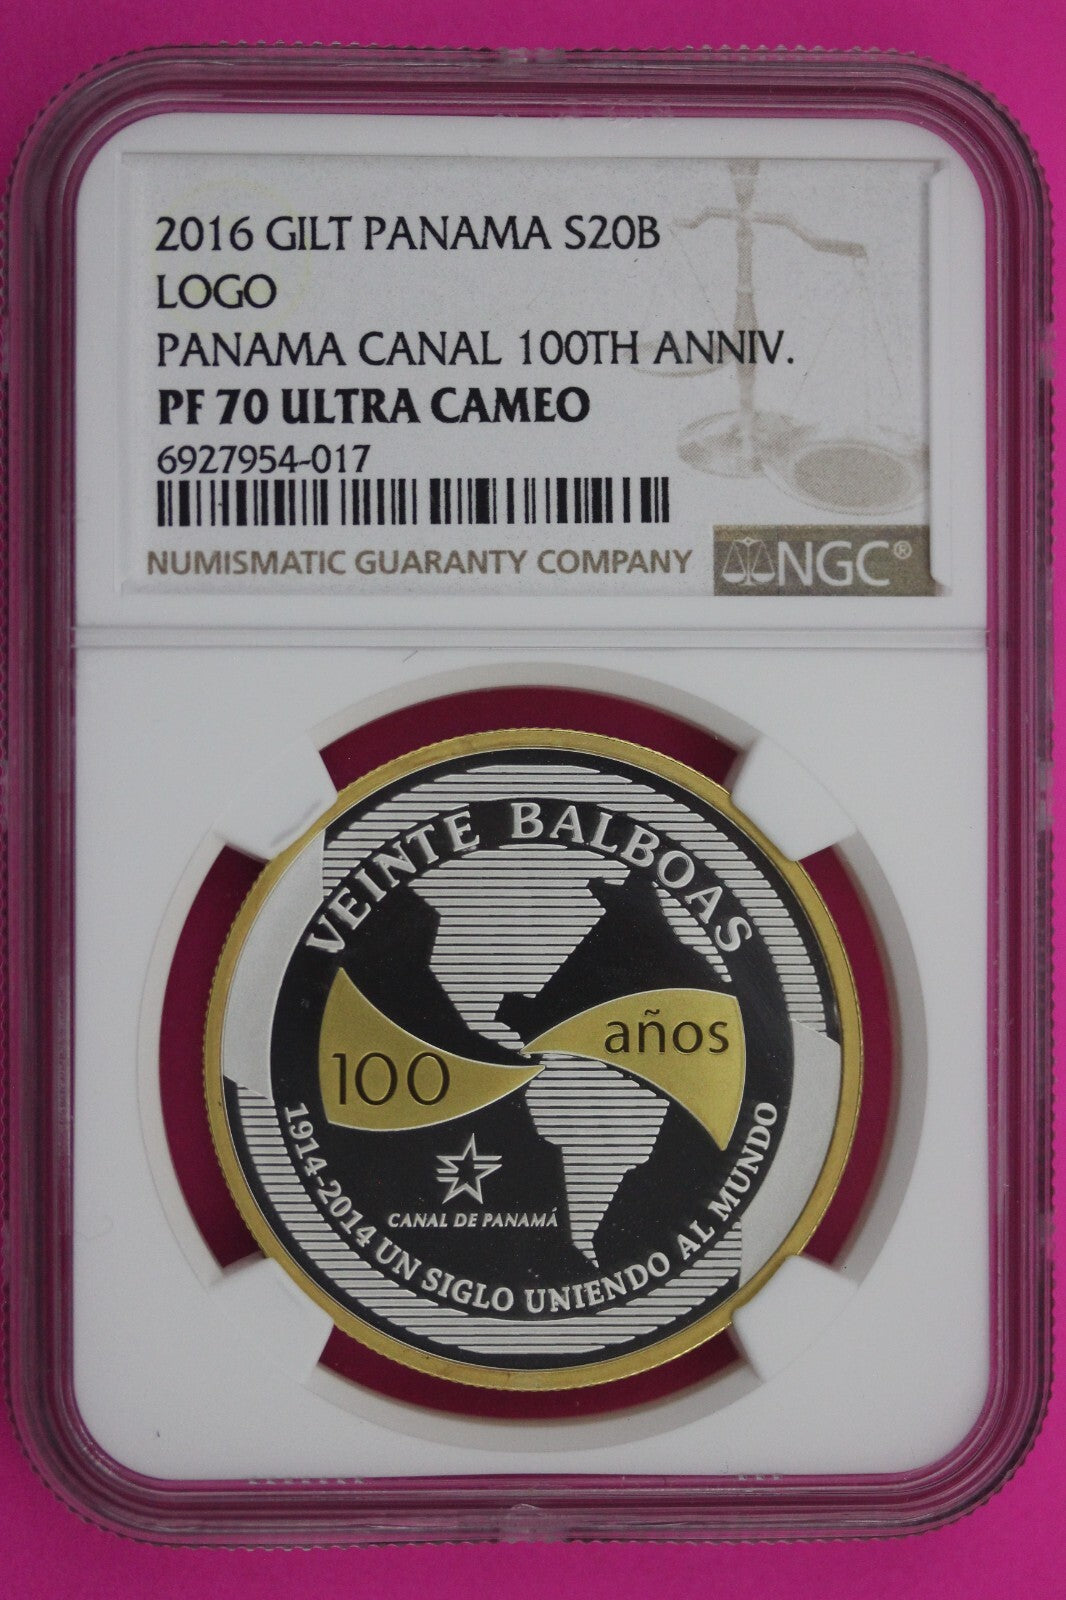 2016 GILT PANAMA S20B
LOGO
PANAMA CANAL 100TH ANNIV.
PF 70 ULTRA CAMEO
6927954-017
NUMISMATIC GUARANTY COMPANY
NGC®
VEINTE BALBOAS
años
100
CANAL DE PANAMÁ
1914-2014 UN SIGLO UNIENDO AL MUNDO